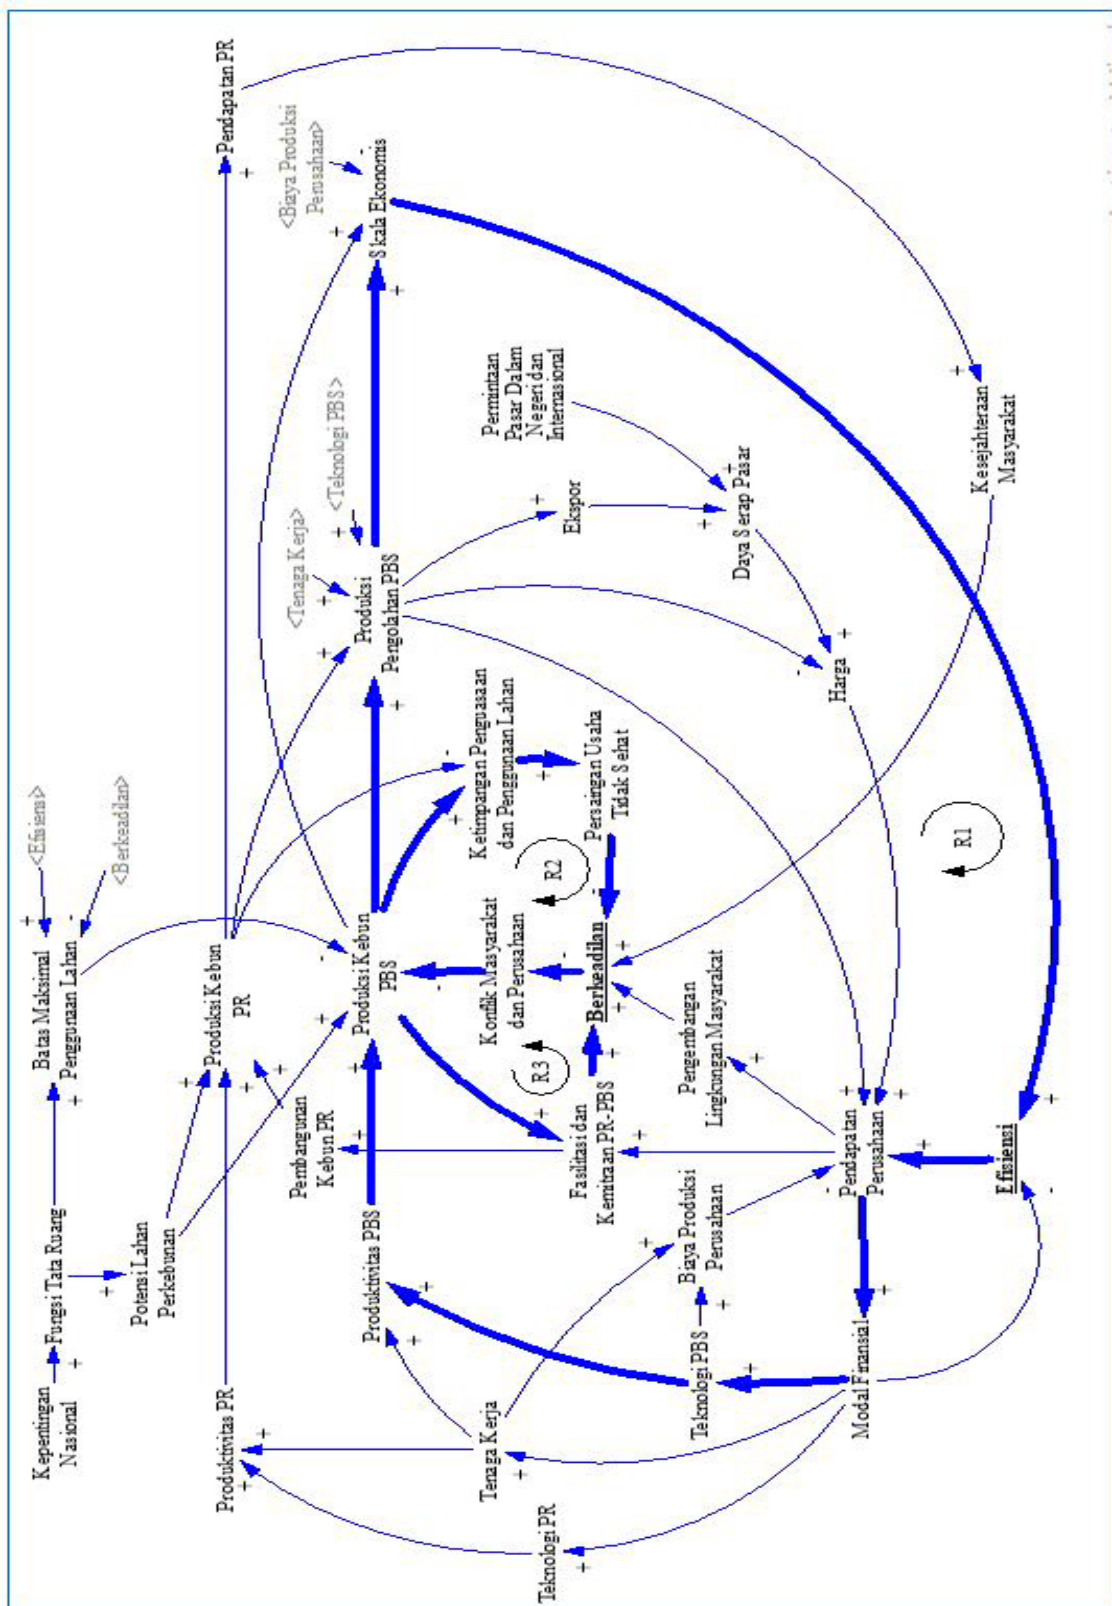 Kepentingan
Nasional
Fungsi Tata Ruang
Batas Maksimal
Penggunaan Lahan
<Efisiensi>
<Berkeadilan>
Potensi Lahan
Perkebunan
Produktivitas PR
Produksi Kebun
PR
Pendapatan PR
Pembangunan
Kebun PR
<Tenaga Kerja>
<Teknologi PBS>
<Biaya Produksi
Perusahaan>
Produktivitas PBS
Produksi Kebun
PBS
Produksi
Pengolahan PBS
Skala Ekonomis
Tenaga Kerja
Konflik Masyarakat
dan Perusahaan
Ketimpangan Penguasaan
dan Penggunaan Lahan
Permintaan
Pasar Dalam
Negeri dan
Internasional
Teknologi PR
R3
R2
Fasilitasi dan
Kemitraan PR-PBS
Berkeadilan
Persaingan Usaha
Tidak Sehat
Ekspor
Teknologi PBS
Biaya Produksi
Perusahaan
Pengembangan
Lingkungan Masyarakat
Daya Serap Pasar
Modal Finansial
Pendapatan
Perusahaan
Harga
R1
Kesejahteraan
Masyarakat
Efisiensi